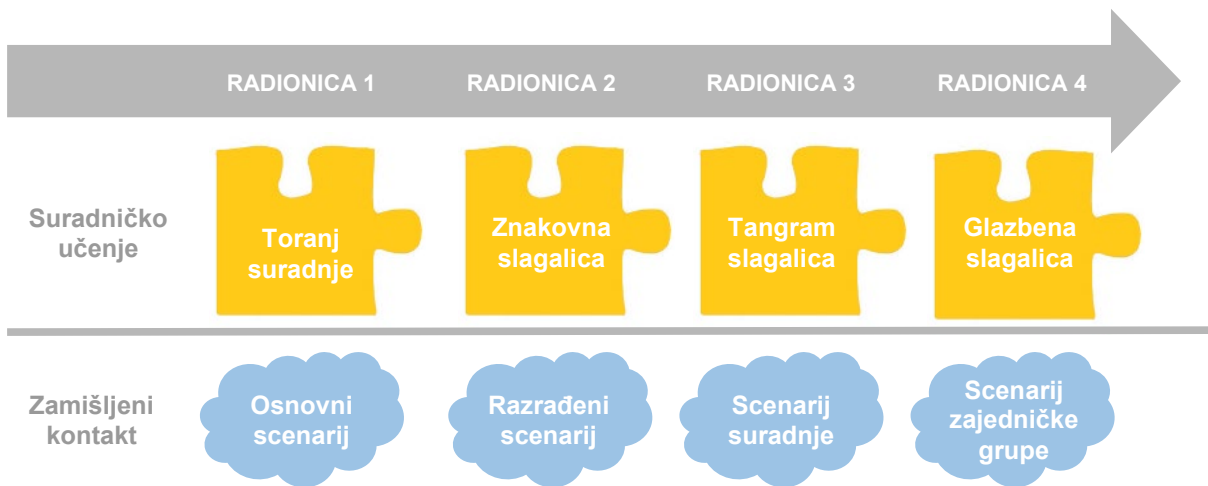 RADIONICA 1
RADIONICA 2
RADIONICA 3
RADIONICA 4
Suradničko
učenje
Toranj
suradnje
Znakovna
slagalica
Tangram
slagalica
Glazbena
slagalica
Zamišljeni
kontakt
Osnovni
scenarij
Razrađeni
scenarij
Scenarij
suradnje
Scenarij
zajedničke
grupe